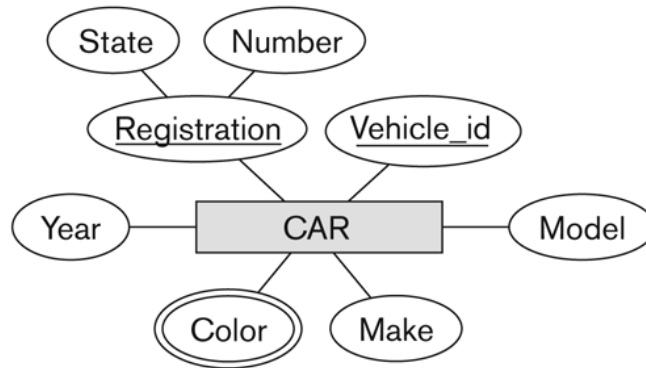 State
Number
Registration
Vehicle_id
Year
CAR
Model
Color
Make